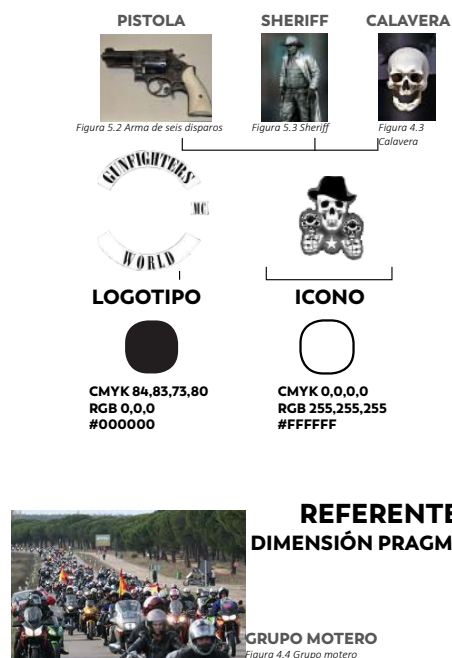 PISTOLA
SHERIFF
CALAVERA
Figura 5.2 Arma de seis disparos
Figura 5.3 Sheriff
Figura 4.3
Calavera
GUNFIGHTERS
MC
WORLD
LOGOTIPO
ICONO
CMYK 84,83,73,80
RGB 0,0,0
#000000
CMYK 0,0,0,0
RGB 255,255,255
#FFFFFF
REFERENTE
DIMENSIÓN PRAGM
GRUPO MOTERO
Figura 4.4 Grupo motero